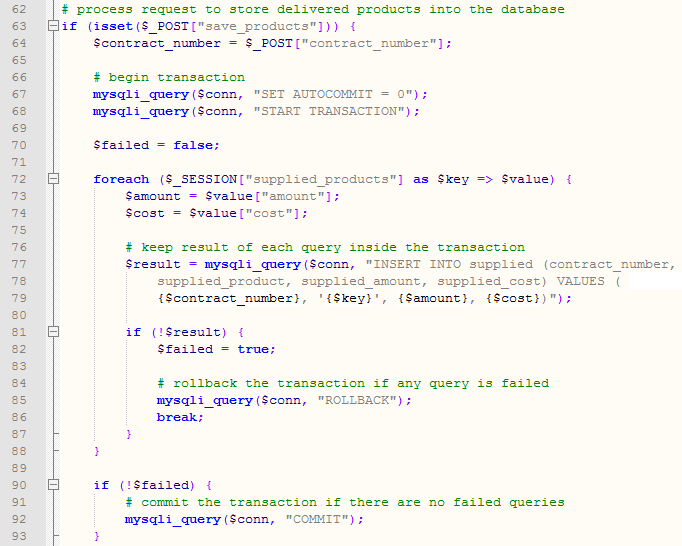 62 # process request to store delivered products into the database
63 if (isset($_POST["save_products"])) {
64 $contract_number = $_POST["contract_number"];
65
66 # begin transaction
67 mysqli_query($conn, "SET AUTOCOMMIT = 0");
68 mysqli_query($conn, "START TRANSACTION");
69
70 $failed = false;
71
72 foreach ($_SESSION["supplied_products"] as $key => $value) {
73 $amount = $value["amount"];
74 $cost = $value["cost"];
75
76 # keep result of each query inside the transaction
77 $result = mysqli_query($conn, "INSERT INTO supplied (contract_number,
78 supplied_product, supplied_amount, supplied_cost) VALUES (
79 {$contract_number}, '{$key}', {$amount}, {$cost})");
80
81 if (!$result) {
82 $failed = true;
83
84 # rollback the transaction if any query is failed
85 mysqli_query($conn, "ROLLBACK");
86 break;
87 }
88 }
89
90 if (!$failed) {
91 # commit the transaction if there are no failed queries
92 mysqli_query($conn, "COMMIT");
93 }